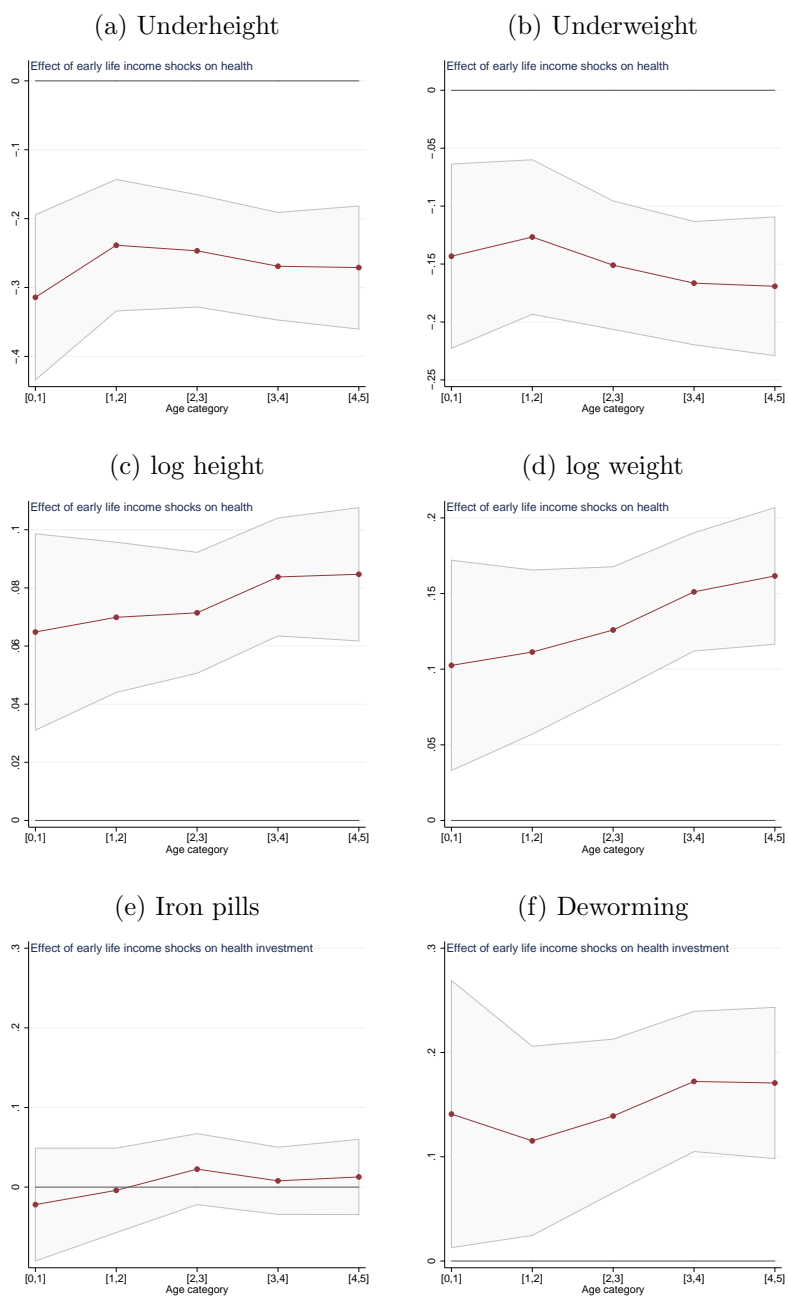 (a) Underheight
Effect of early life income shocks on health
0
−.1
−.2
−.3
−.4
[0,1] [1,2] [2,3] [3,4] [4,5]
Age category
(b) Underweight
Effect of early life income shocks on health
0
−.05
−.1
−.15
−.2
−.25
[0,1] [1,2] [2,3] [3,4] [4,5]
Age category
(c) log height
Effect of early life income shocks on health
.1
.08
.06
.04
.02
0
[0,1] [1,2] [2,3] [3,4] [4,5]
Age category
(d) log weight
Effect of early life income shocks on health
.2
.15
.1
.05
0
[0,1] [1,2] [2,3] [3,4] [4,5]
Age category
(e) Iron pills
Effect of early life income shocks on health investment
.3
.2
.1
0
[0,1] [1,2] [2,3] [3,4] [4,5]
Age category
(f) Deworming
Effect of early life income shocks on health investment
.3
.2
.1
0
[0,1] [1,2] [2,3] [3,4] [4,5]
Age category